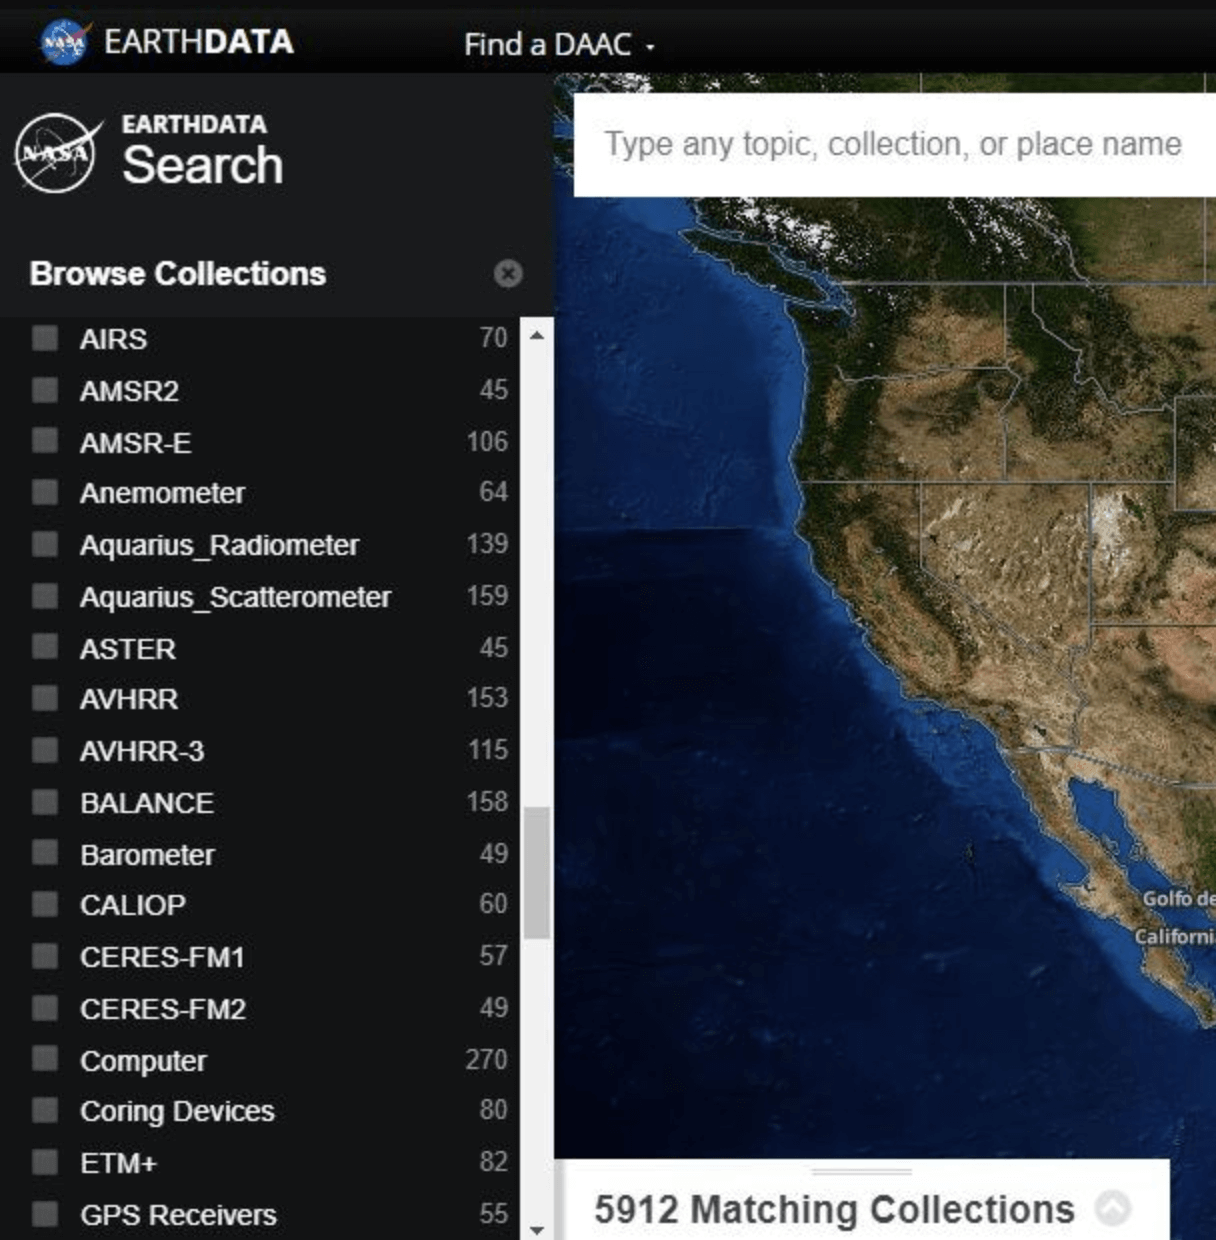 NASA EARTHDATA
Find a DAAC
NASA
EARTHDATA
Search
Type any topic, collection, or place name
Browse Collections
AIRS 70
AMSR2 45
AMSR-E 106
Anemometer 64
Aquarius_Radiometer 139
Aquarius_Scatterometer 159
ASTER 45
AVHRR 153
AVHRR-3 115
BALANCE 158
Barometer 49
CALIOP 60
CERES-FM1 57
CERES-FM2 49
Computer 270
Coring Devices 80
ETM+ 82
GPS Receivers 55
Golfo de
Californi
5912 Matching Collections